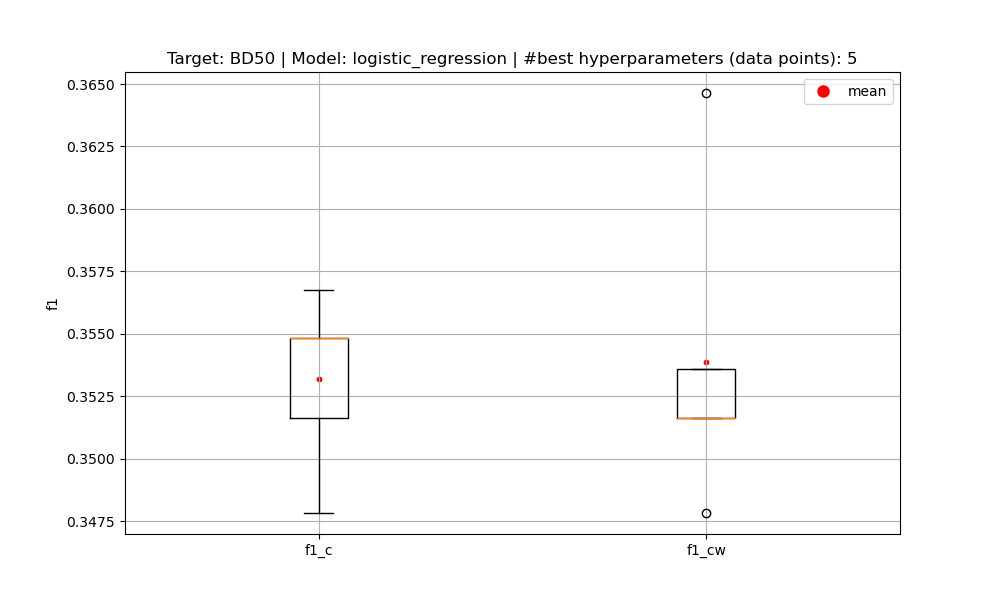 Target: BD50 | Model: logistic_regression | #best hyperparameters (data points): 5
mean
f1
0.3650
0.3625
0.3600
0.3575
0.3550
0.3525
0.3500
0.3475
f1_c
f1_cw